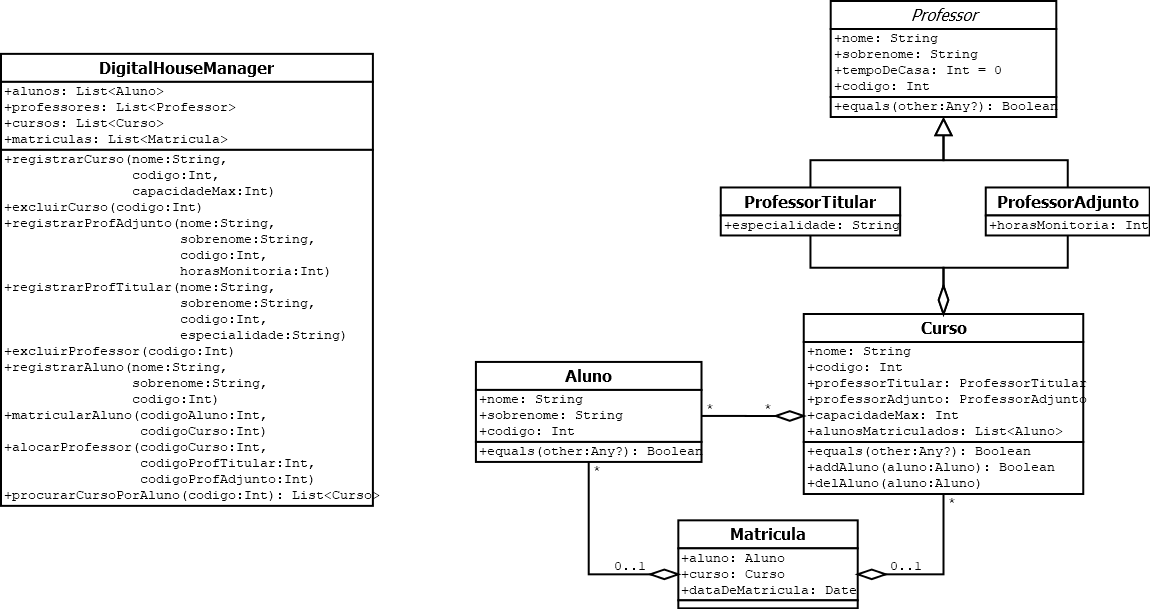 DigitalHouseManager
+alunos: List<Aluno>
+professores: List<Professor>
+cursos: List<Curso>
+matriculas: List<Matricula>
+registrarCurso(nome:String,
codigo:Int,
capacidadeMax:Int)
+excluirCurso(codigo:Int)
+registrarProfAdjunto(nome:String,
sobrenome:String,
codigo:Int,
horasMonitoria:Int)
+registrarProfTitular(nome:String,
sobrenome:String,
codigo:Int,
especialidade:String)
+excluirProfessor(codigo:Int)
+registrarAluno(nome:String,
sobrenome:String,
codigo:Int)
+matricularAluno(codigoAluno:Int,
codigoCurso:Int)
+alocarProfessor(codigoCurso:Int,
codigoProfTitular:Int,
codigoProfAdjunto:Int)
+procurarCursoPorAluno(codigo:Int): List<Curso>
Professor
+nome: String
+sobrenome: String
+tempoDeCasa: Int = 0
+codigo: Int
+equals(other:Any?): Boolean
ProfessorTitular
+especialidade: String
ProfessorAdjunto
+horasMonitoria: Int
Curso
+nome: String
+codigo: Int
+professorTitular: ProfessorTitular
+professorAdjunto: ProfessorAdjunto
+capacidadeMax: Int
+alunosMatriculados: List<Aluno>
+equals(other:Any?): Boolean
+addAluno(aluno:Aluno): Boolean
+delAluno(aluno:Aluno)
Aluno
+nome: String
+sobrenome: String
+codigo: Int
+equals(other:Any?): Boolean
* *
*
*
Matricula
+aluno: Aluno
+curso: Curso
+dataDeMatricula: Date
0..1
0..1